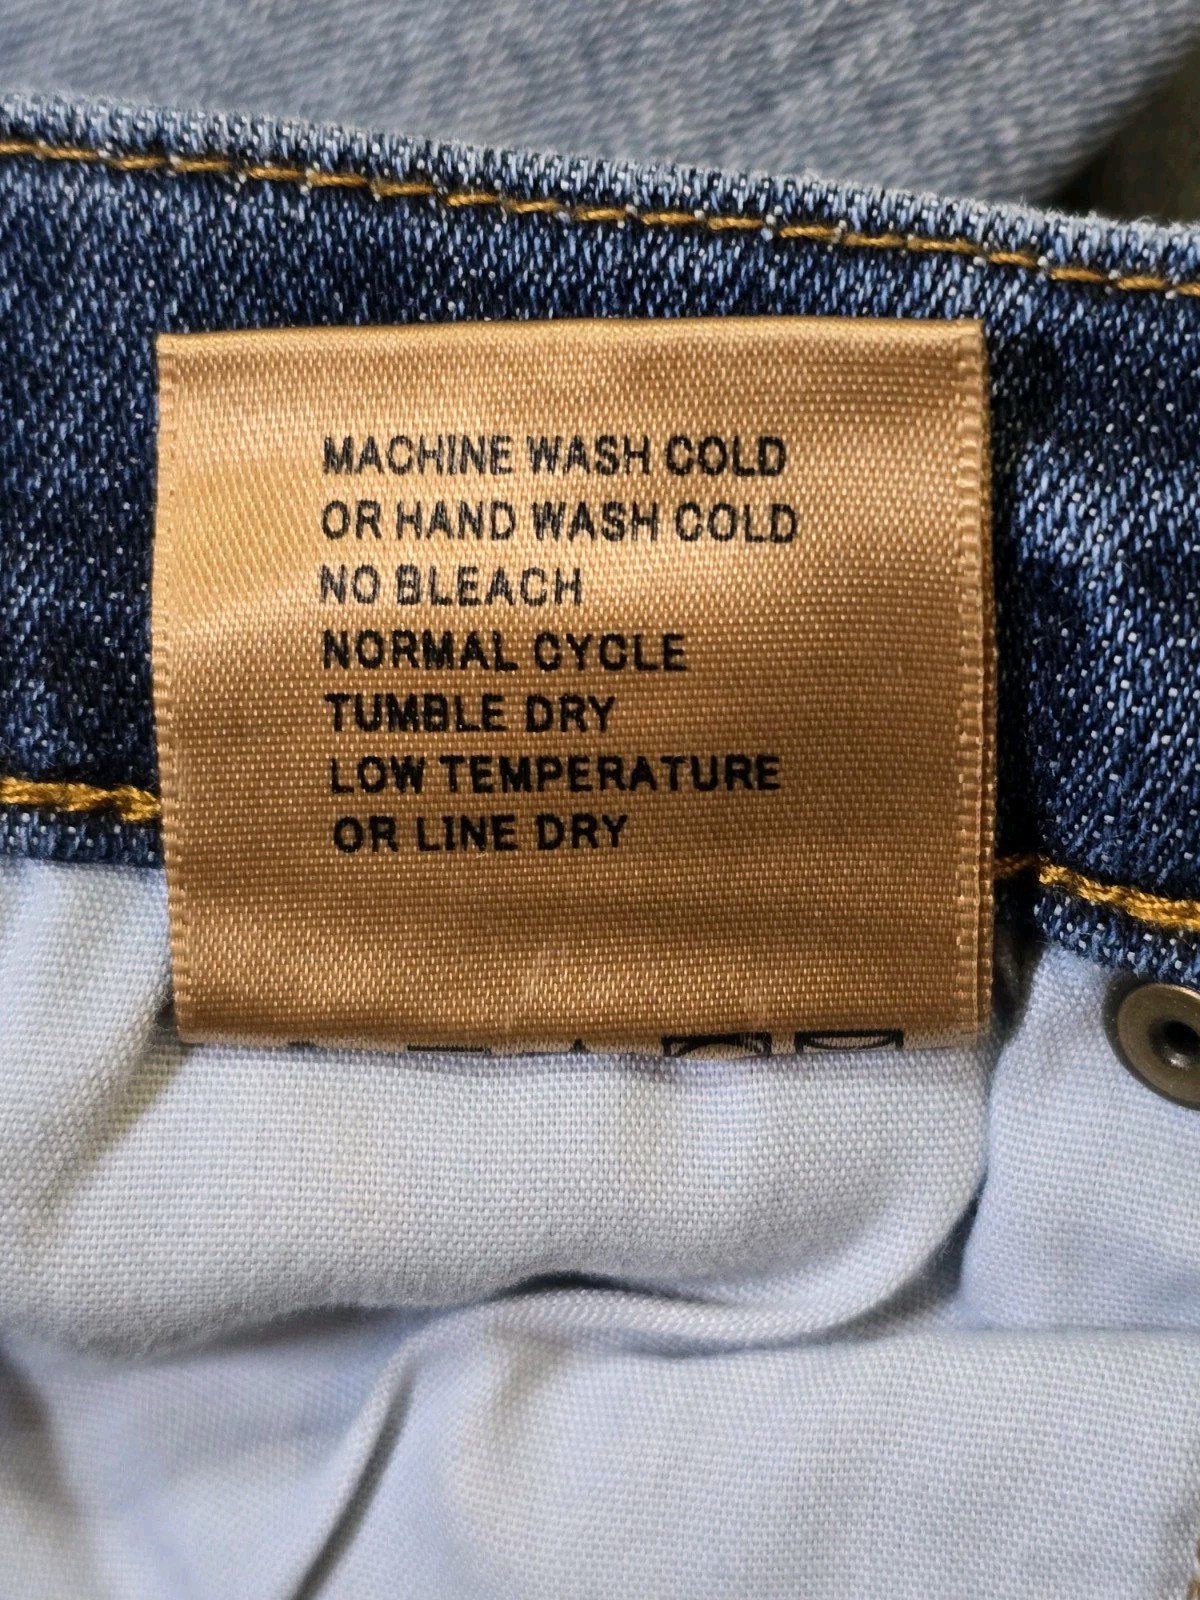 MACHINE WASH COLD
OR HAND WASH COLD
NO BLEACH
NORMAL CYCLE
TUMBLE DRY
LOW TEMPERATURE
OR LINE DRY